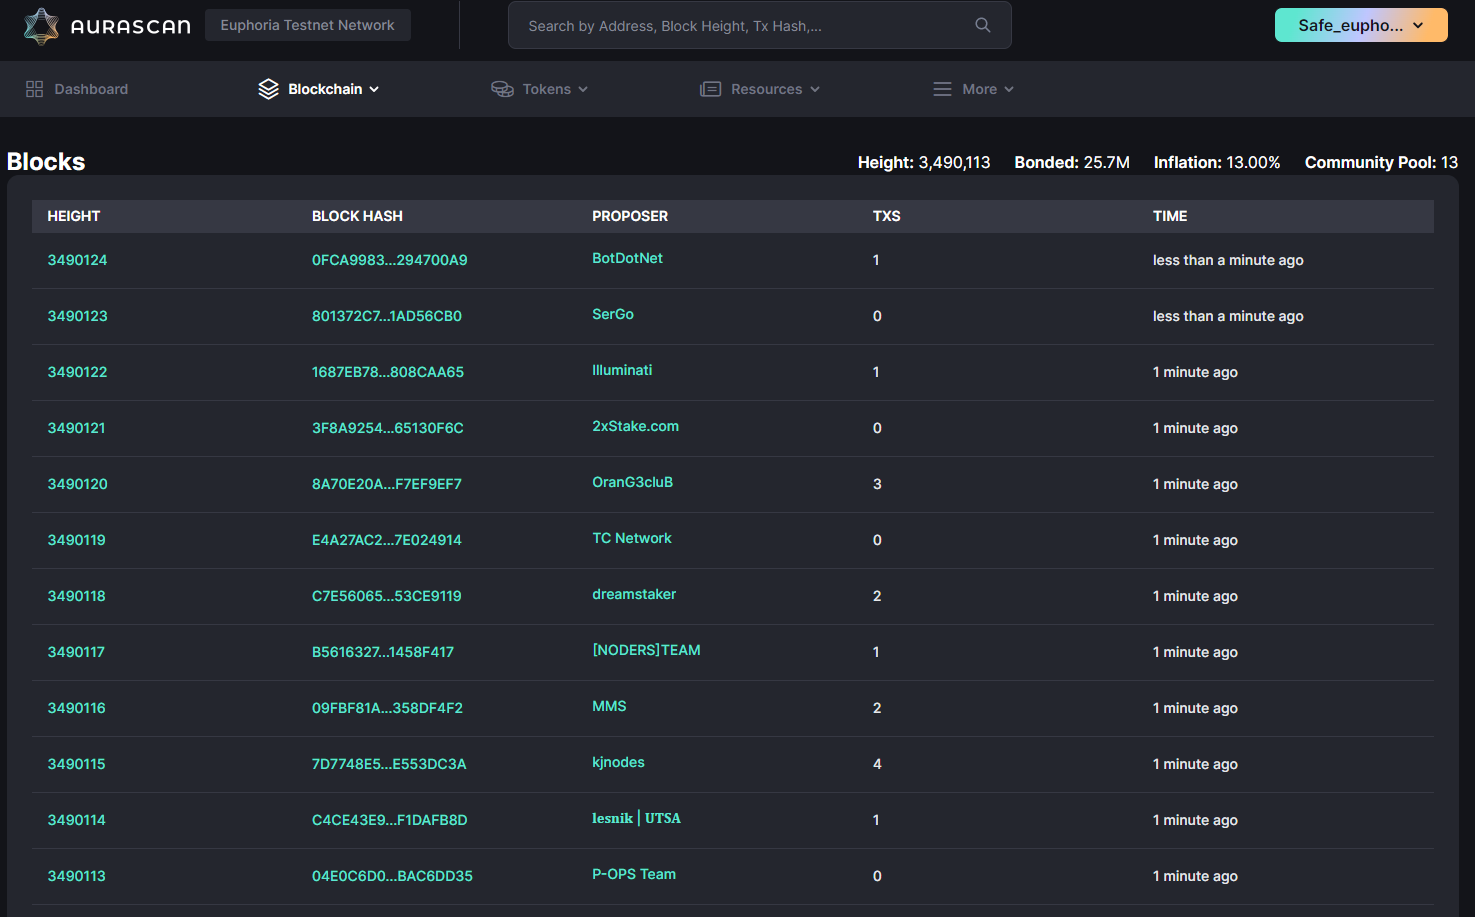 AURASCAN Euphoria Testnet Network Search by Address, Block Height, Tx Hash,... Safe_eupho...
Dashboard Blockchain Tokens Resources More
Blocks Height: 3,490,113 Bonded: 25.7M Inflation: 13.00% Community Pool: 13
HEIGHT BLOCK HASH PROPOSER TXS TIME
3490124 0FCA9983...294700A9 BotDotNet 1 less than a minute ago
3490123 801372C7...1AD56CB0 SerGo 0 less than a minute ago
3490122 1687EB78...808CAA65 Illuminati 1 1 minute ago
3490121 3F8A9254...65130F6C 2xStake.com 0 1 minute ago
3490120 8A70E20A...F7EF9EF7 OranG3cluB 3 1 minute ago
3490119 E4A27AC2...7E024914 TC Network 0 1 minute ago
3490118 C7E56065...53CE9119 dreamstaker 2 1 minute ago
3490117 B5616327...1458F417 [NODERS]TEAM 1 1 minute ago
3490116 09FBF81A...358DF4F2 MMS 2 1 minute ago
3490115 7D7748E5...E553DC3A kjnodes 4 1 minute ago
3490114 C4CE43E9...F1DAFB8D lesnik | UTSA 1 1 minute ago
3490113 04E0C6D0...BAC6DD35 P-OPS Team 0 1 minute ago